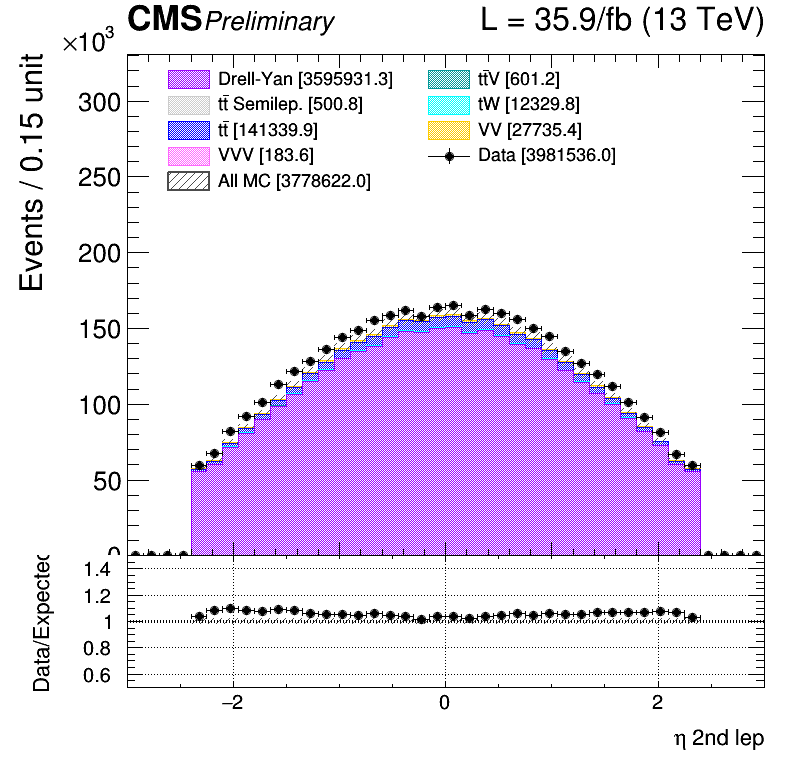 CMS Preliminary L = 35.9/fb (13 TeV)
×10³
Events / 0.15 unit
Drell-Yan [3595931.3]
tt̄ Semilep. [500.8]
tt̄ [141339.9]
VVV [183.6]
All MC [3778622.0]
tt̄V [601.2]
tW [12329.8]
VV [27735.4]
Data [3981536.0]
300
250
200
150
100
50
0
Data/Expected
1.4
1.2
1
0.8
0.6
−2 0 2
η 2nd lep